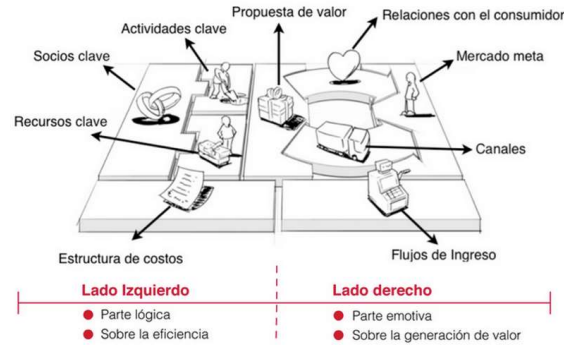 Propuesta de valor
Relaciones con el consumidor
Actividades clave
Socios clave
Mercado meta
Recursos clave
Canales
Estructura de costos
Flujos de Ingreso
Lado Izquierdo
Parte lógica
Sobre la eficiencia
Lado derecho
Parte emotiva
Sobre la generación de valor